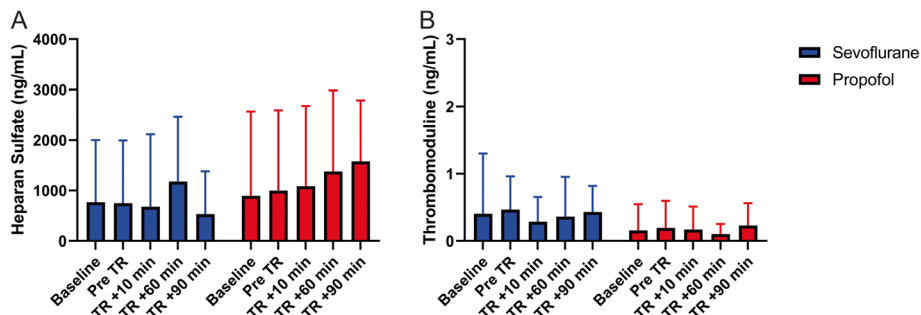 A
Heparan Sulfate (ng/mL)
4000
3000
2000
1000
0
Baseline
Pre TR
TR +10 min
TR +60 min
TR +90 min
Baseline
Pre TR
TR +10 min
TR +60 min
TR +90 min
B
Thrombomoduline (ng/mL)
3
2
1
0
Baseline
Pre TR
TR +10 min
TR +60 min
TR +90 min
Baseline
Pre TR
TR +10 min
TR +60 min
TR +90 min
Sevoflurane
Propofol